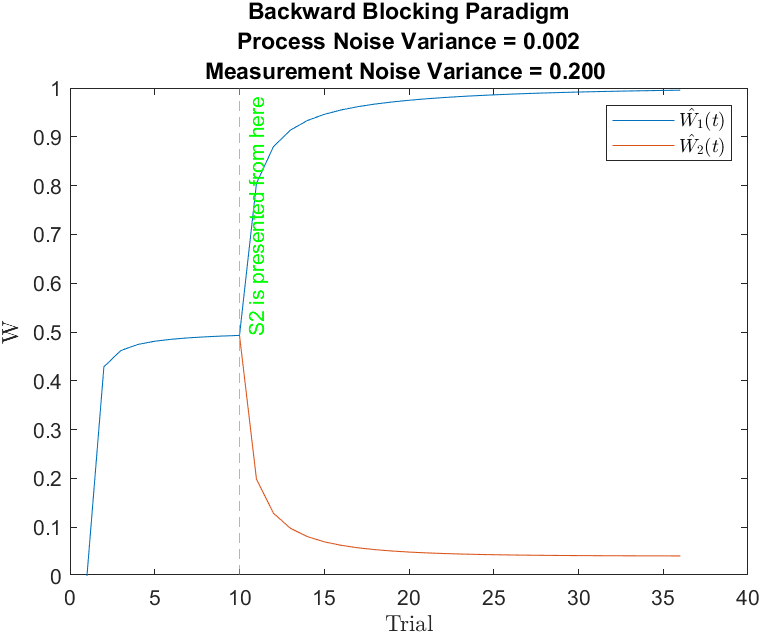 Backward Blocking Paradigm
Process Noise Variance = 0.002
Measurement Noise Variance = 0.200
1
0.9
0.8
0.7
0.6
0.5
0.4
0.3
0.2
0.1
0
W
S2 is presented from here
Ŵ₁(t)
Ŵ₂(t)
0 5 10 15 20 25 30 35 40
Trial